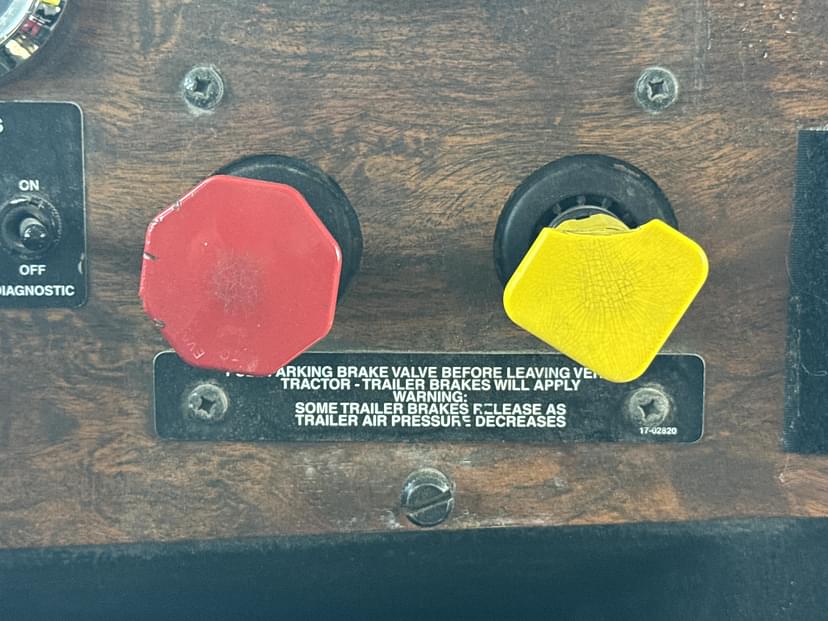 S
ON
OFF
DIAGNOSTIC
PARKING BRAKE VALVE BEFORE LEAVING
TRACTOR - TRAILER BRAKES WILL APPLY
WARNING:
SOME TRAILER BRAKES RELEASE AS
TRAILER AIR PRESSURE DECREASES
17-02820